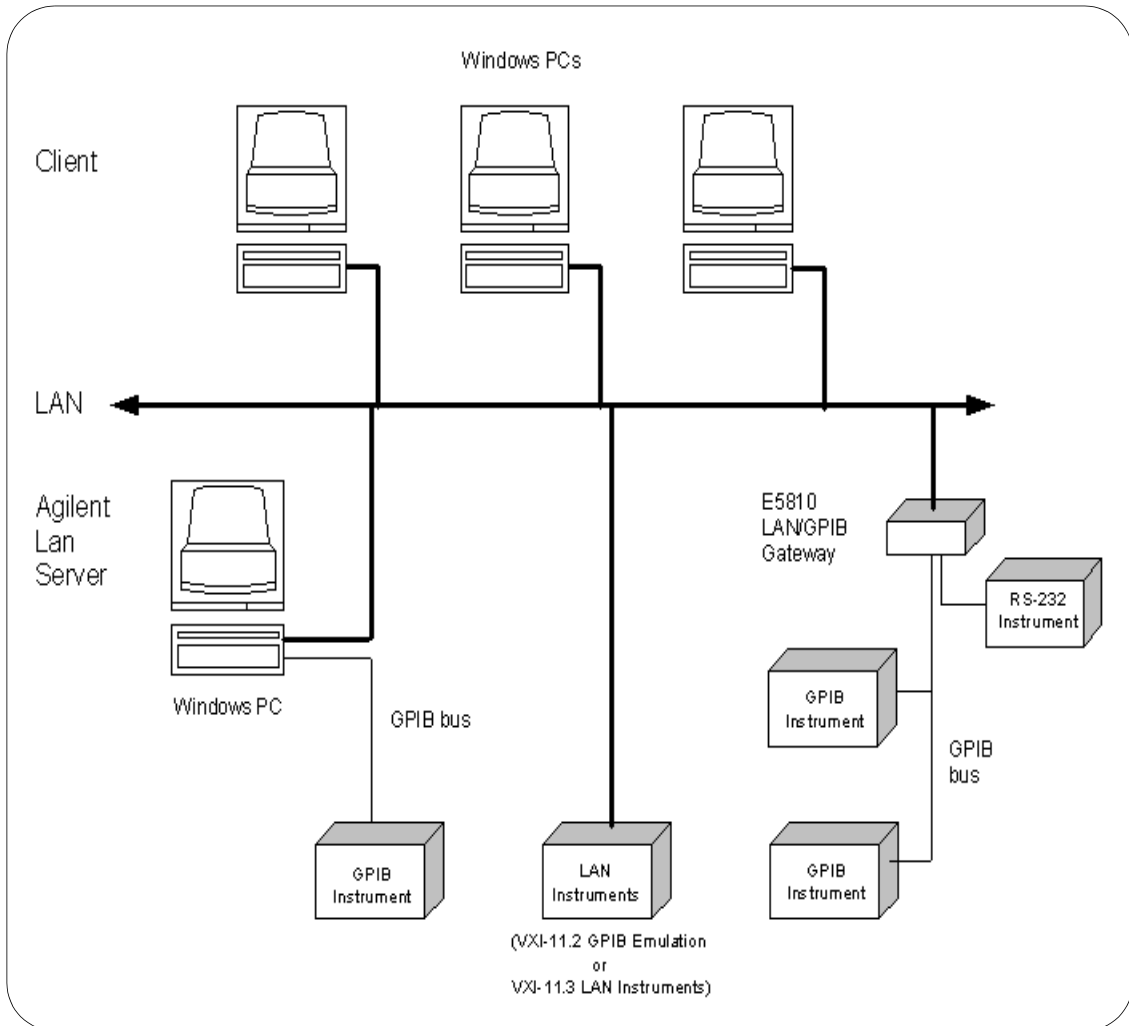 Windows PCs
Client
LAN
Agilent
Lan
Server
E5810
LAN/GPIB
Gateway
RS-232
Instrument
GPIB
Instrument
Windows PC
GPIB bus
GPIB
bus
GPIB
Instrument
LAN
Instruments
GPIB
Instrument
(VXI-11.2 GPIB Emulation
or
VXI-11.3 LAN Instruments)